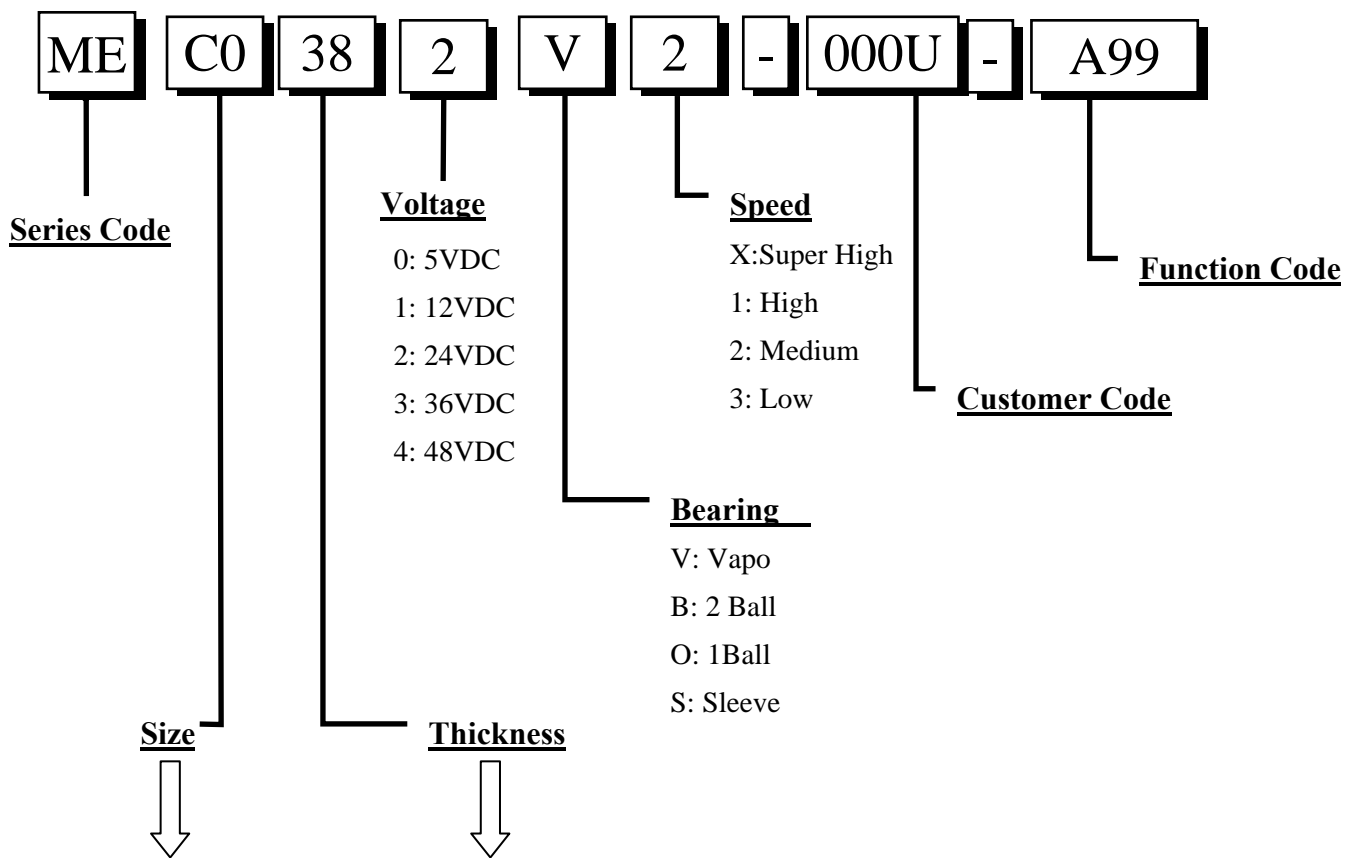 ME C0 38 2 V 2 - 000U - A99
Series Code
Voltage
0: 5VDC
1: 12VDC
2: 24VDC
3: 36VDC
4: 48VDC
Speed
X:Super High
1: High
2: Medium
3: Low
Function Code
Customer Code
Bearing
V: Vapo
B: 2 Ball
O: 1Ball
S: Sleeve
Size
Thickness